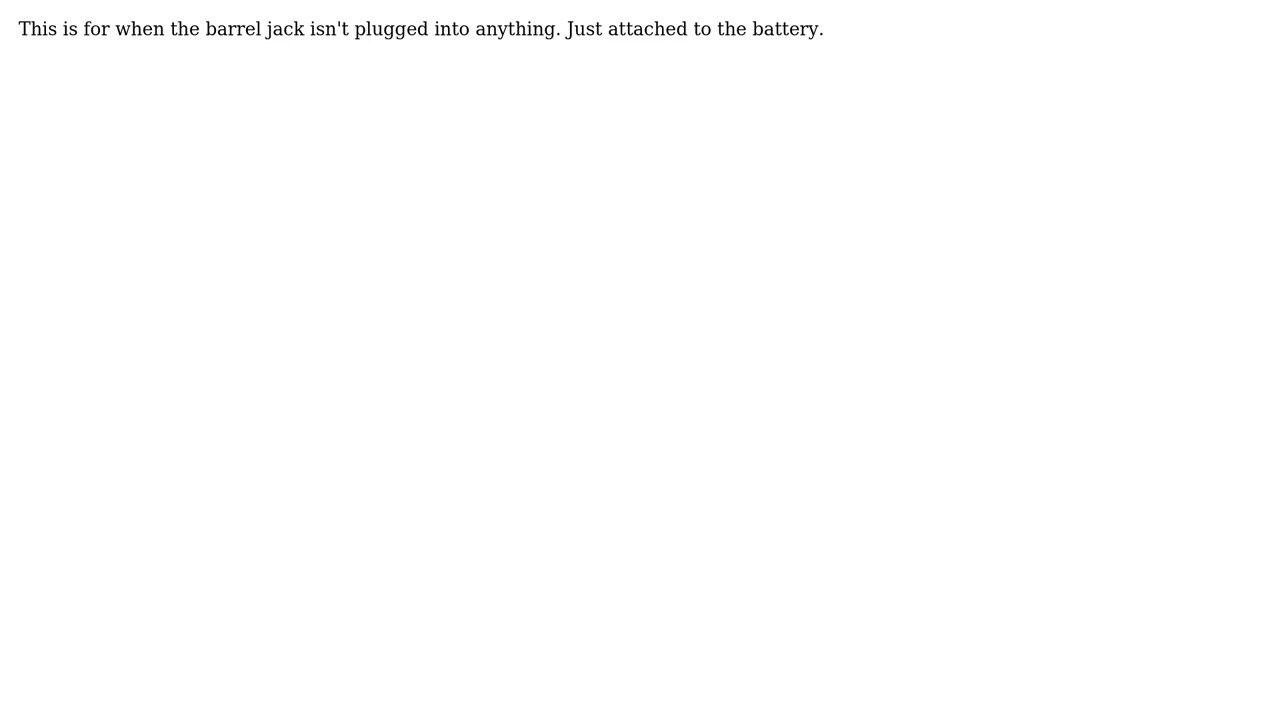 This is for when the barrel jack isn't plugged into anything. Just attached to the battery.